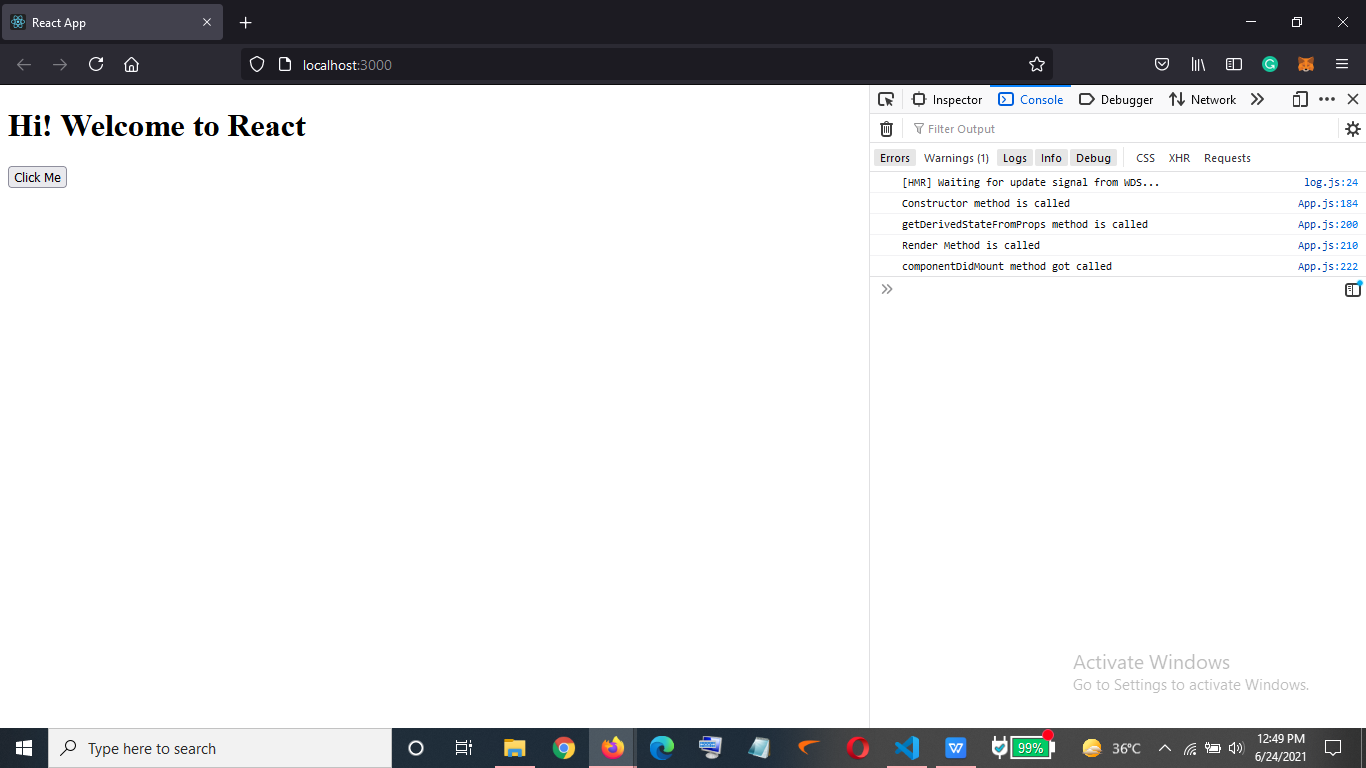 React App
localhost:3000
Hi! Welcome to React
Click Me
Inspector Console Debugger Network
Filter Output
Errors Warnings (1) Logs Info Debug CSS XHR Requests
[HMR] Waiting for update signal from WDS... log.js:24
Constructor method is called App.js:184
getDerivedStateFromProps method is called App.js:200
Render Method is called App.js:210
componentDidMount method got called App.js:222
Activate Windows
Go to Settings to activate Windows.
Type here to search
99%
36°C
12:49 PM
6/24/2021